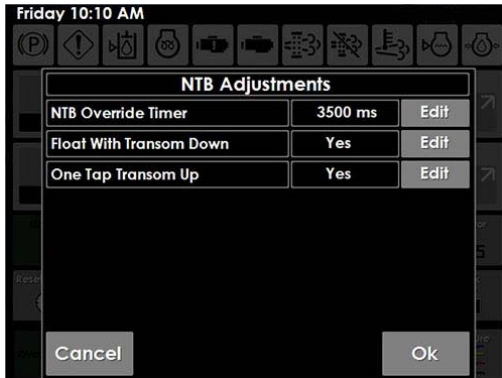 Friday 10:10 AM
NTB Adjustments
NTB Override Timer 3500 ms Edit
Float With Transom Down Yes Edit
One Tap Transom Up Yes Edit
Cancel Ok